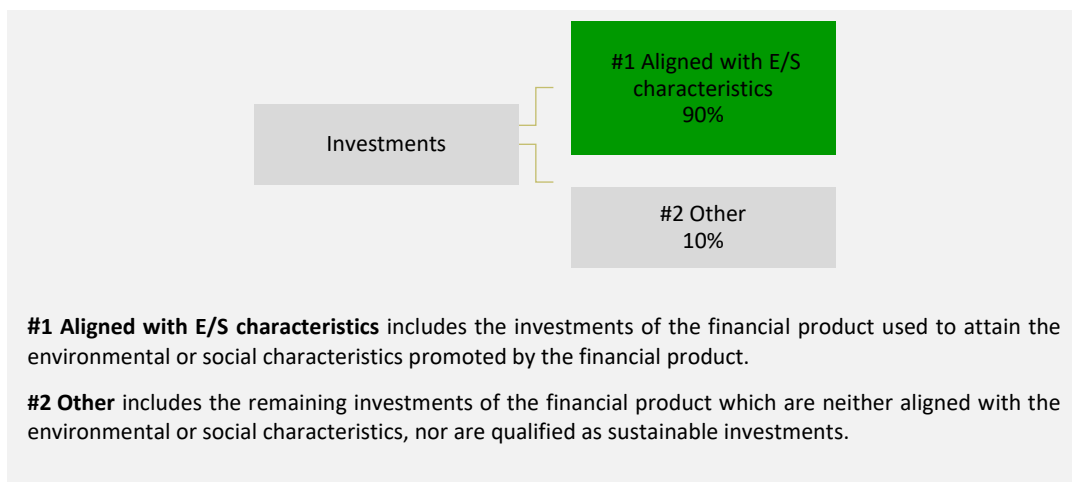 #1 Aligned with E/S
characteristics
90%
Investments
#2 Other
10%
#1 Aligned with E/S characteristics includes the investments of the financial product used to attain the
environmental or social characteristics promoted by the financial product.
#2 Other includes the remaining investments of the financial product which are neither aligned with the
environmental or social characteristics, nor are qualified as sustainable investments.